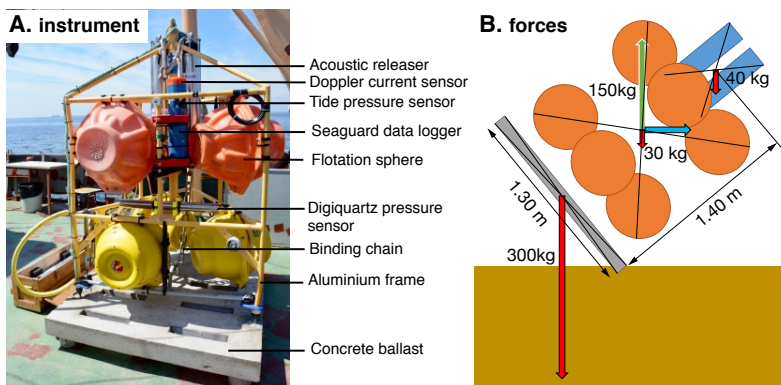 A. instrument
Acoustic releaser
Doppler current sensor
Tide pressure sensor
Seaguard data logger
Flotation sphere
Digiquartz pressure
sensor
Binding chain
Aluminium frame
Concrete ballast
B. forces
150kg
40 kg
30 kg
1.30 m
1.40 m
300kg